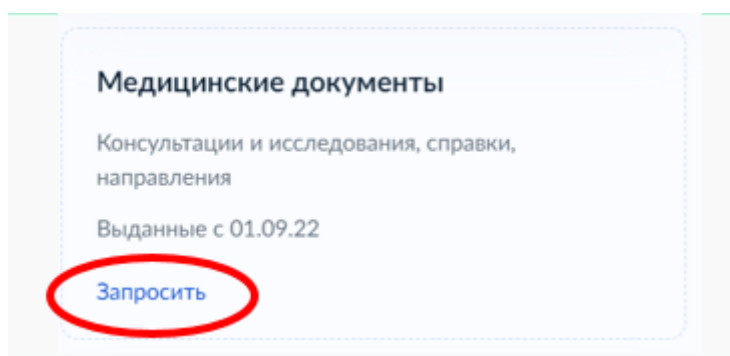 Медицинские документы
Консультации и исследования, справки,
направления
Выданные с 01.09.22
Запросить